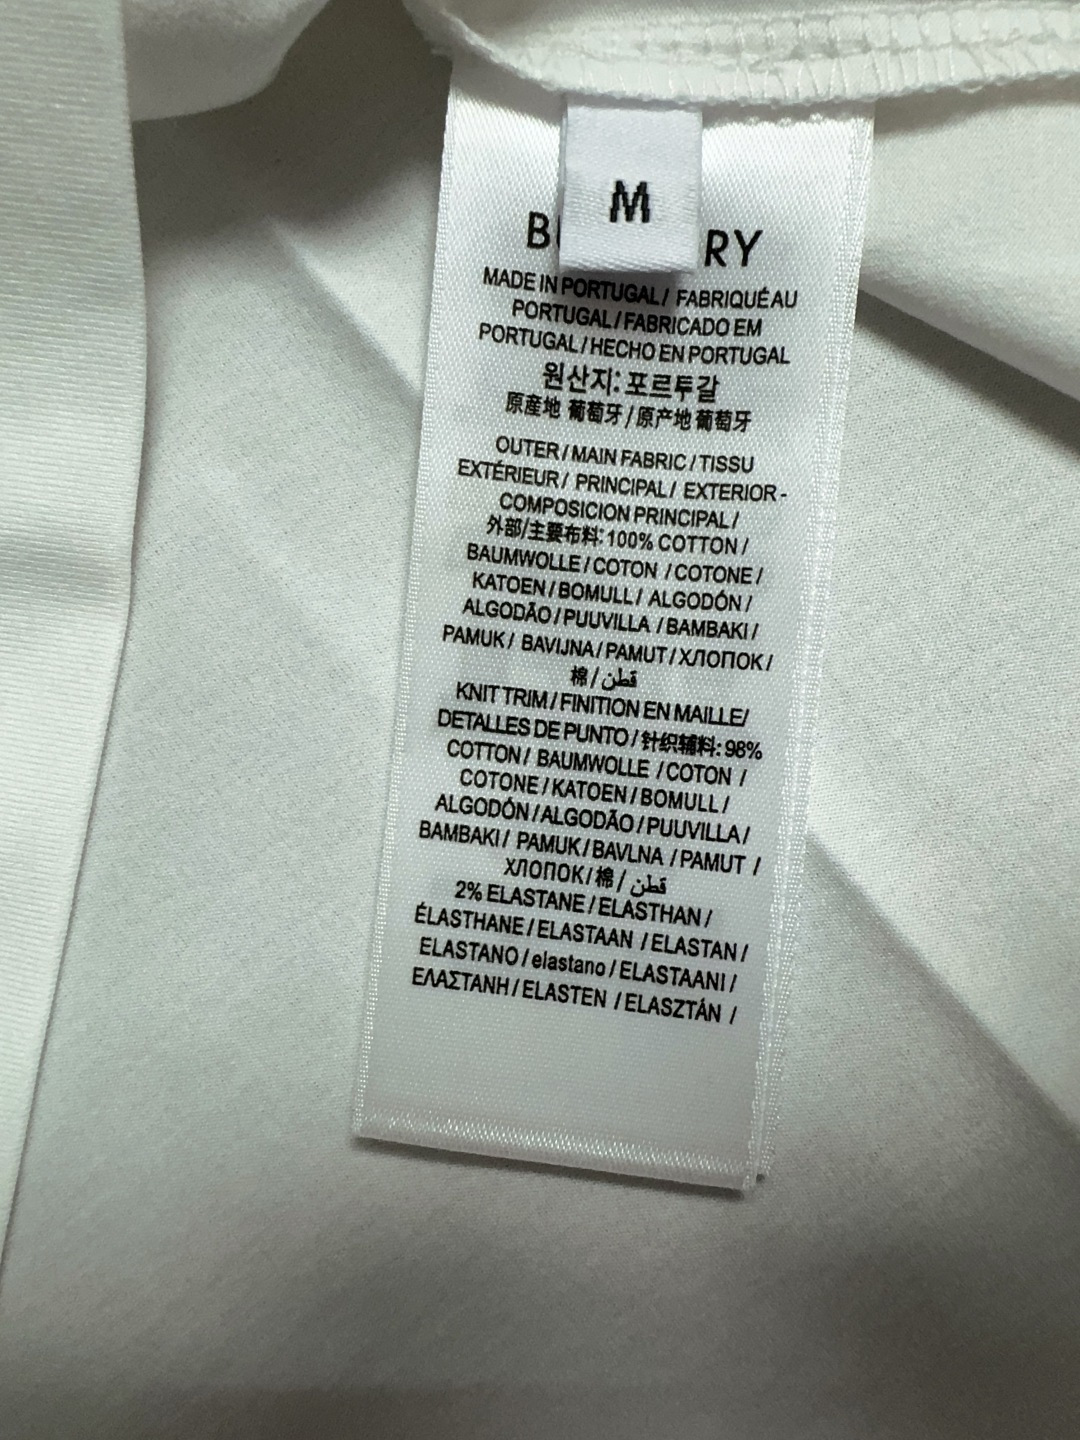 M
B RY
MADE IN PORTUGAL / FABRIQUÉ AU
PORTUGAL / FABRICADO EM
PORTUGAL / HECHO EN PORTUGAL
원산지: 포르투갈
原産地 葡萄牙 / 原产地 葡萄牙
OUTER / MAIN FABRIC / TISSU
EXTÉRIEUR / PRINCIPAL / EXTERIOR -
COMPOSICION PRINCIPAL /
外部/主要布料: 100% COTTON /
BAUMWOLLE / COTON / COTONE /
KATOEN / BOMULL / ALGODÓN /
ALGODÃO / PUUVILLA / BAMBAKI /
PAMUK / BAVIJNA / PAMUT / ХЛОПОК /
棉 / قطن
KNIT TRIM / FINITION EN MAILLE/
DETALLES DE PUNTO / 针织辅料: 98%
COTTON / BAUMWOLLE / COTON /
COTONE / KATOEN / BOMULL /
ALGODÓN / ALGODÃO / PUUVILLA /
BAMBAKI / PAMUK / BAVLNA / PAMUT /
ХЛОПОК / 棉 / قطن
2% ELASTANE / ELASTHAN /
ÉLASTHANE / ELASTAAN / ELASTAN /
ELASTANO / elastano / ELASTAANI /
ΕΛΑΣΤΑΝΗ / ELASTEN / ELASZTÁN /